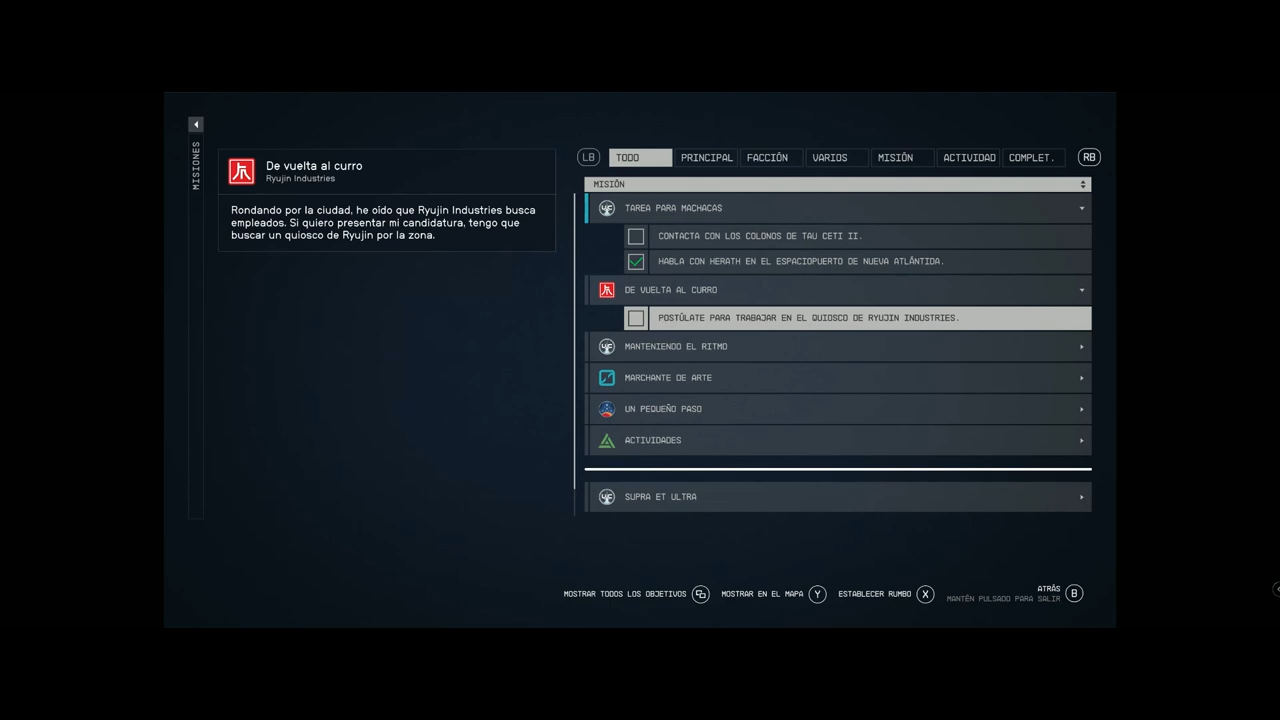 MISIONES
De vuelta al curro
Ryujin Industries
Rondando por la ciudad, he oído que Ryujin Industries busca
empleados. Si quiero presentar mi candidatura, tengo que
buscar un quiosco de Ryujin por la zona.
LB TODO PRINCIPAL FACCIÓN VARIOS MISIÓN ACTIVIDAD COMPLET. RB
MISIÓN
TAREA PARA MACHACAS
CONTACTA CON LOS COLONOS DE TAU CETI II.
HABLA CON HERATH EN EL ESPACIOPUERTO DE NUEVA ATLÁNTIDA.
DE VUELTA AL CURRO
POSTÚLATE PARA TRABAJAR EN EL QUIOSCO DE RYUJIN INDUSTRIES.
MANTENIENDO EL RITMO
MARCHANTE DE ARTE
UN PEQUEÑO PASO
ACTIVIDADES
SUPRA ET ULTRA
MOSTRAR TODOS LOS OBJETIVOS MOSTRAR EN EL MAPA Y ESTABLECER RUMBO X ATRÁS B
MANTÉN PULSADO PARA SALIR